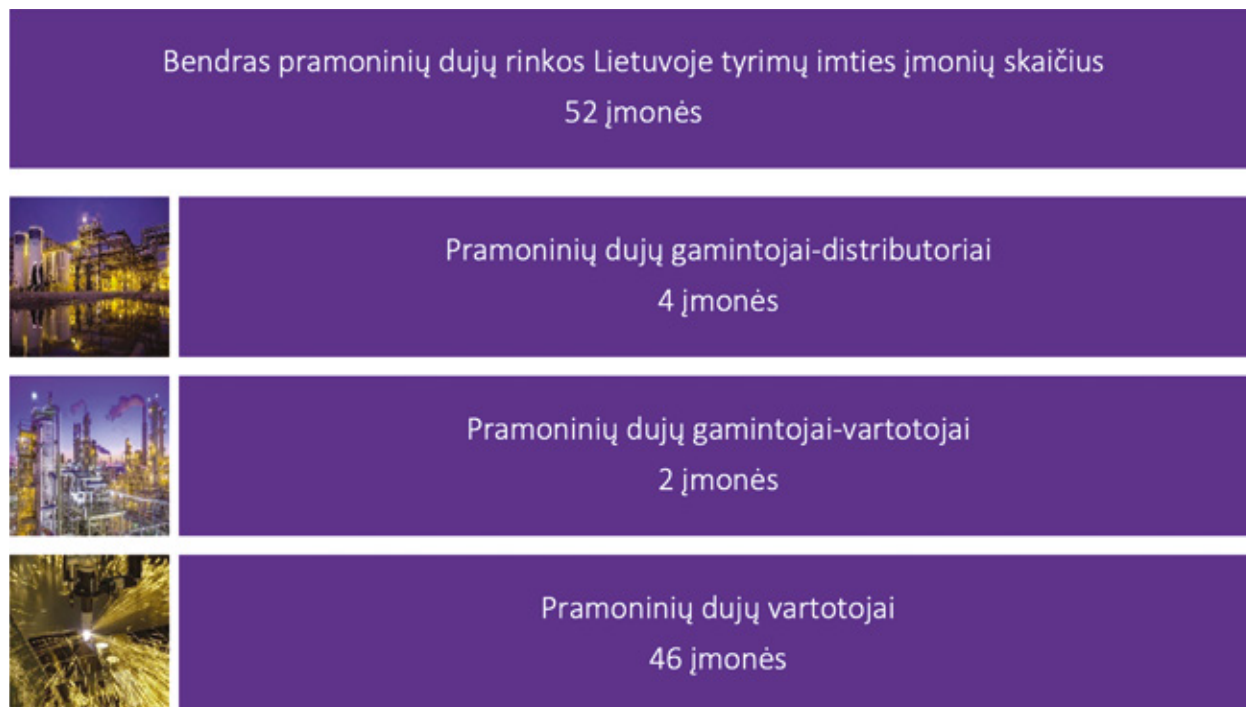 Bendras pramoninių dujų rinkos Lietuvoje tyrimų imties įmonių skaičius
52 įmonės
Pramoninių dujų gamintojai-distributoriai
4 įmonės
Pramoninių dujų gamintojai-vartotojai
2 įmonės
Pramoninių dujų vartotojai
46 įmonės